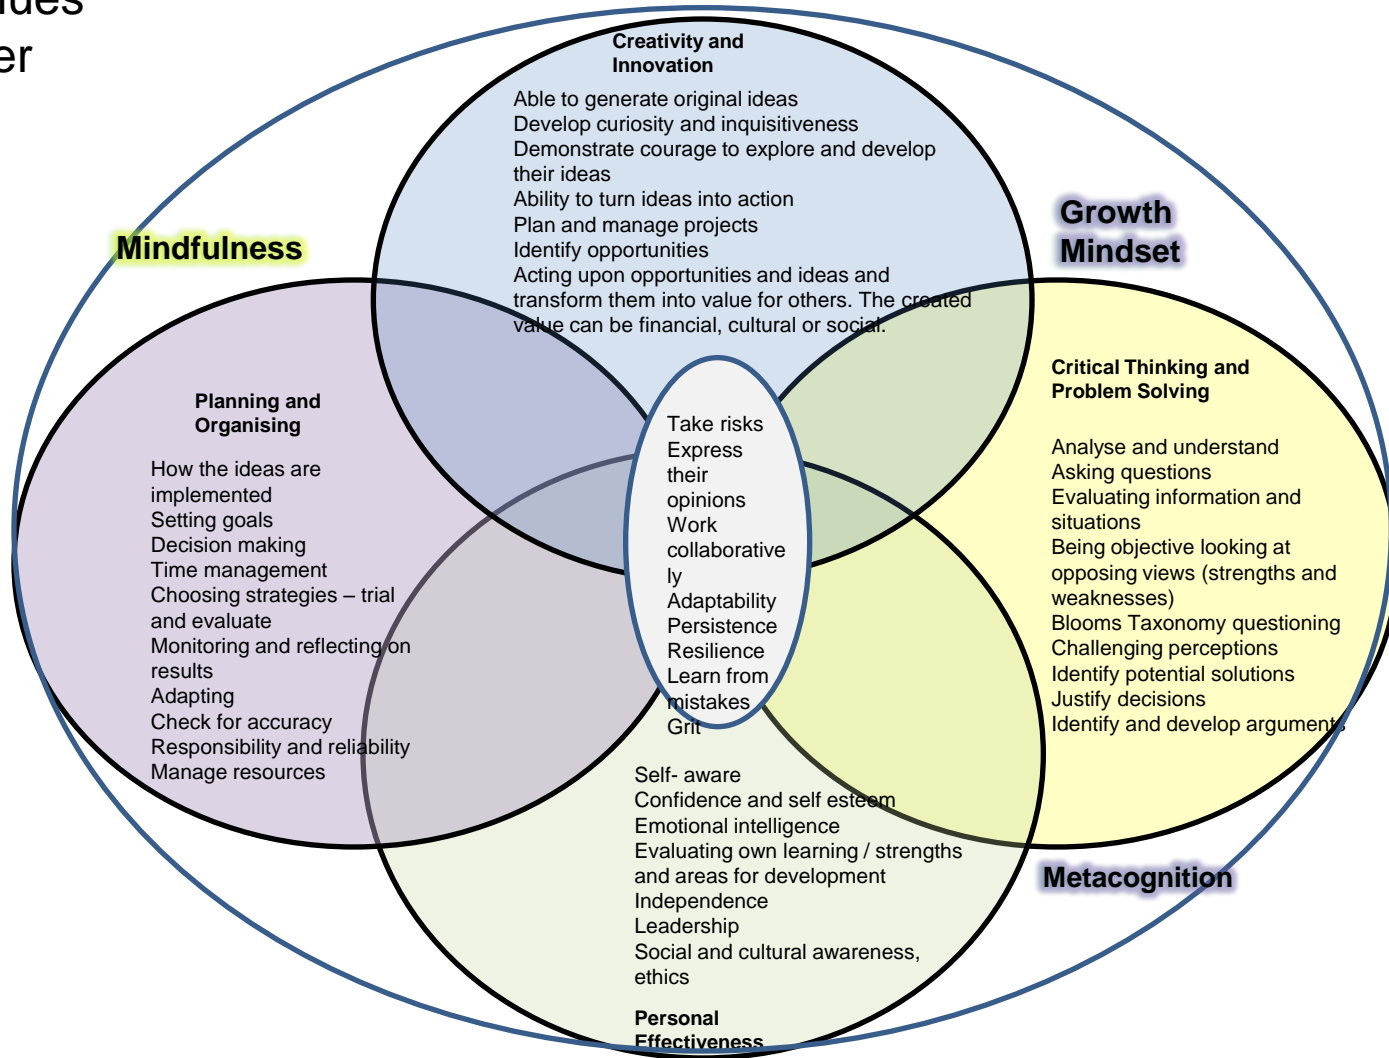 Creativity and
Innovation
Able to generate original ideas
Develop curiosity and inquisitiveness
Demonstrate courage to explore and develop
their ideas
Ability to turn ideas into action
Plan and manage projects
Identify opportunities
Acting upon opportunities and ideas and
transform them into value for others. The created
value can be financial, cultural or social.
Mindfulness
Growth
Mindset
Planning and
Organising
How the ideas are
implemented
Setting goals
Decision making
Time management
Choosing strategies – trial
and evaluate
Monitoring and reflecting on
results
Adapting
Check for accuracy
Responsibility and reliability
Manage resources
Take risks
Express
their
opinions
Work
collaborative
ly
Adaptability
Persistence
Resilience
Learn from
mistakes
Grit
Critical Thinking and
Problem Solving
Analyse and understand
Asking questions
Evaluating information and
situations
Being objective looking at
opposing views (strengths and
weaknesses)
Blooms Taxonomy questioning
Challenging perceptions
Identify potential solutions
Justify decisions
Identify and develop arguments
Self- aware
Confidence and self esteem
Emotional intelligence
Evaluating own learning / strengths
and areas for development
Independence
Leadership
Social and cultural awareness,
ethics
Personal
Effectiveness
Metacognition